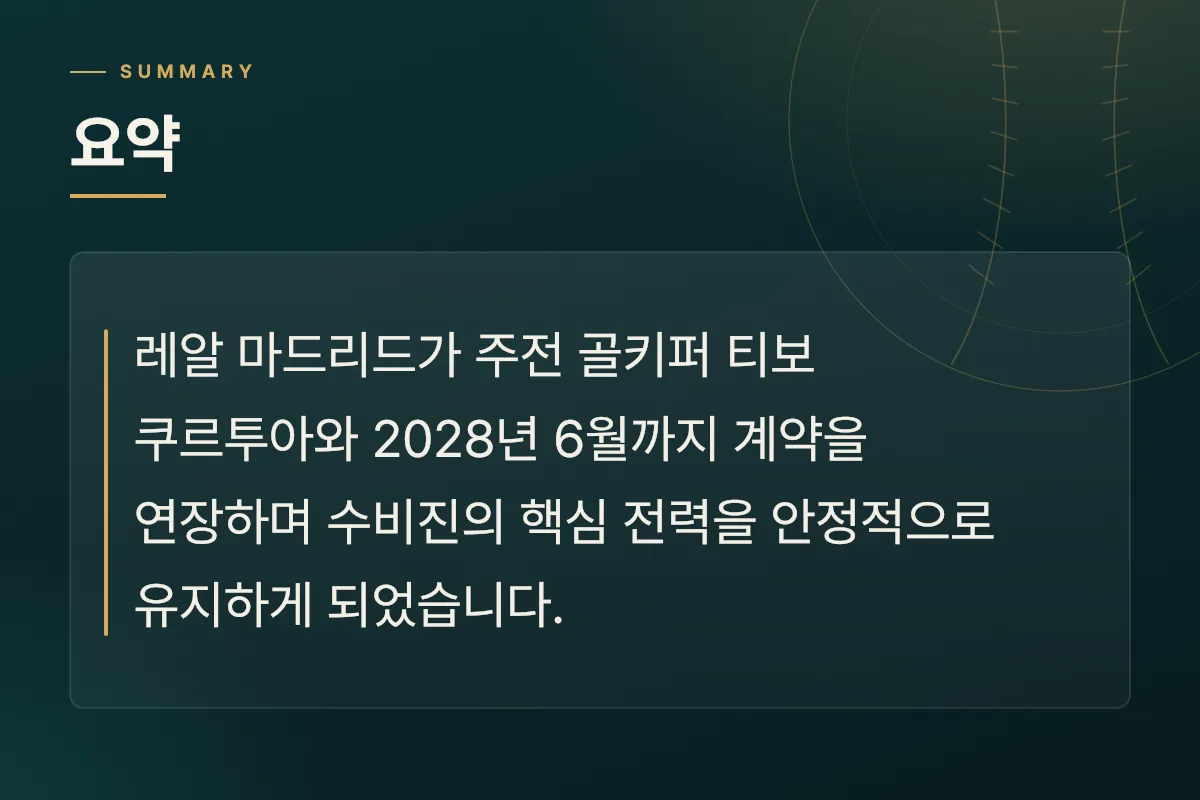 SUMMARY
요약
레알 마드리드가 주전 골키퍼 티보
쿠르투아와 2028년 6월까지 계약을
연장하며 수비진의 핵심 전력을 안정적으로
유지하게 되었습니다.